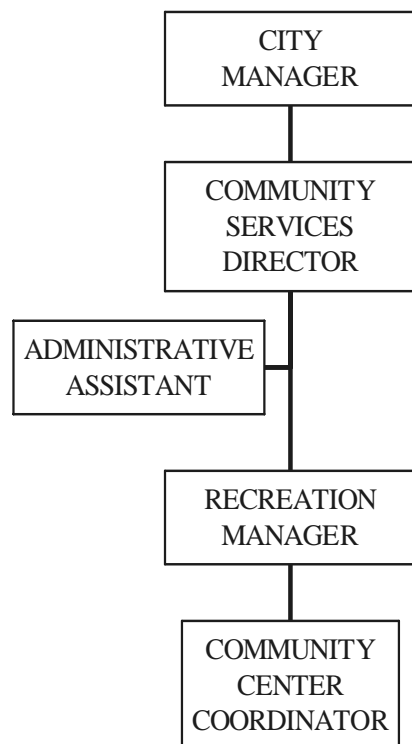 CITY
MANAGER
COMMUNITY
SERVICES
DIRECTOR
ADMINISTRATIVE
ASSISTANT
RECREATION
MANAGER
COMMUNITY
CENTER
COORDINATOR